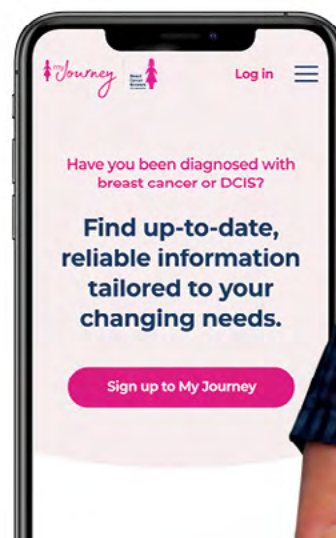 my Journey
Log in
Have you been diagnosed with
breast cancer or DCIS?
Find up-to-date,
reliable information
tailored to your
changing needs.
Sign up to My Journey